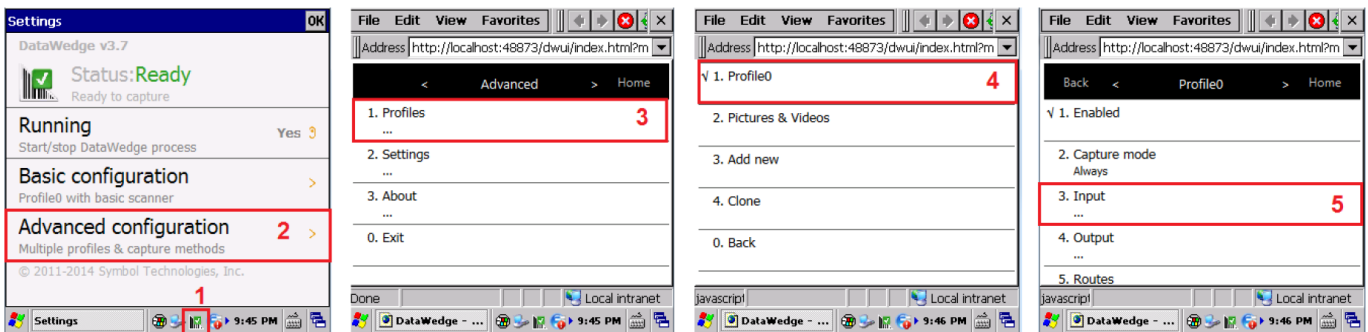 Settings OK
DataWedge v3.7
Status:Ready
Ready to capture
Running
Yes
Start/stop DataWedge process
Basic configuration
>
Profile0 with basic scanner
Advanced configuration
2 >
Multiple profiles & capture methods
© 2011-2014 Symbol Technologies, Inc.
1
Settings 9:45 PM
File Edit View Favorites
Address http://localhost:48873/dwui/index.html?m
< Advanced > Home
1. Profiles
...
3
2. Settings
...
3. About
...
0. Exit
Done Local intranet
DataWedge - ... 9:45 PM
File Edit View Favorites
Address http://localhost:48873/dwui/index.html?m
√ 1. Profile0
4
2. Pictures & Videos
3. Add new
4. Clone
0. Back
javascript Local intranet
DataWedge - ... 9:46 PM
File Edit View Favorites
Address http://localhost:48873/dwui/index.html?m
Back < Profile0 > Home
√ 1. Enabled
2. Capture mode
Always
3. Input
...
5
4. Output
...
5. Routes
javascript Local intranet
DataWedge - ... 9:46 PM